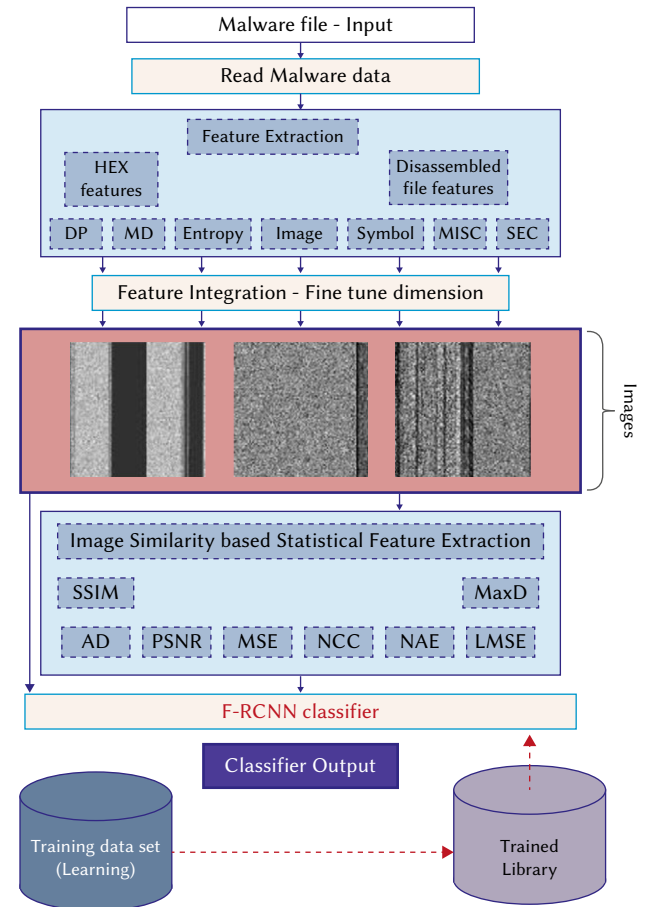 Malware file - Input
Read Malware data
Feature Extraction
HEX
features
Disassembled
file features
DP MD Entropy Image Symbol MISC SEC
Feature Integration - Fine tune dimension
Images
Image Similarity based Statistical Feature Extraction
SSIM MaxD
AD PSNR MSE NCC NAE LMSE
F-RCNN classifier
Classifier Output
Training data set
(Learning)
Trained
Library